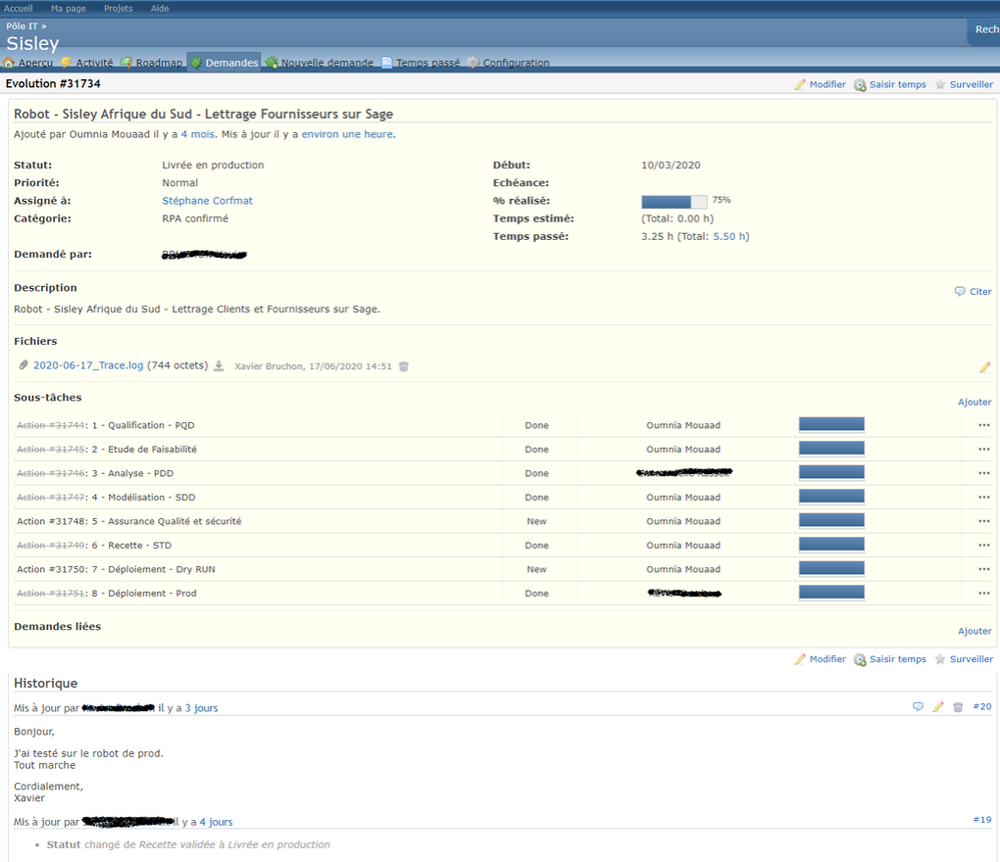 Accueil Ma page Projets Aide
Pôle IT »
Rech
Sisley
Aperçu Activité Roadmap Demandes Nouvelle demande Temps passé Configuration
Evolution #31734 Modifier Saisir temps Surveiller
Robot - Sisley Afrique du Sud - Lettrage Fournisseurs sur Sage
Ajouté par Oumnia Mouaad il y a 4 mois. Mis à jour il y a environ une heure.
Statut: Livrée en production Début: 10/03/2020
Priorité: Normal Echéance:
Assigné à: Stéphane Corfmat % réalisé: 75%
Catégorie: RPA confirmé Temps estimé: (Total: 0.00 h)
Temps passé: 3.25 h (Total: 5.50 h)
Demandé par:
Description Citer
Robot - Sisley Afrique du Sud - Lettrage Clients et Fournisseurs sur Sage.
Fichiers
2020-06-17_Trace.log (744 octets) Xavier Bruchon, 17/06/2020 14:51
Sous-tâches Ajouter
Action #31744: 1 - Qualification - PQD Done Oumnia Mouaad
Action #31745: 2 - Etude de Faisabilité Done Oumnia Mouaad
Action #31746: 3 - Analyse - PDD Done
Action #31747: 4 - Modélisation - SDD Done Oumnia Mouaad
Action #31748: 5 - Assurance Qualité et sécurité New Oumnia Mouaad
Action #31749: 6 - Recette - STD Done Oumnia Mouaad
Action #31750: 7 - Déploiement - Dry RUN New Oumnia Mouaad
Action #31751: 8 - Déploiement - Prod Done
Demandes liées Ajouter
Modifier Saisir temps Surveiller
Historique
Mis à jour par il y a 3 jours #20
Bonjour,
J'ai testé sur le robot de prod.
Tout marche
Cordialement,
Xavier
Mis à jour par il y a 4 jours #19
• Statut changé de Recette validée à Livrée en production